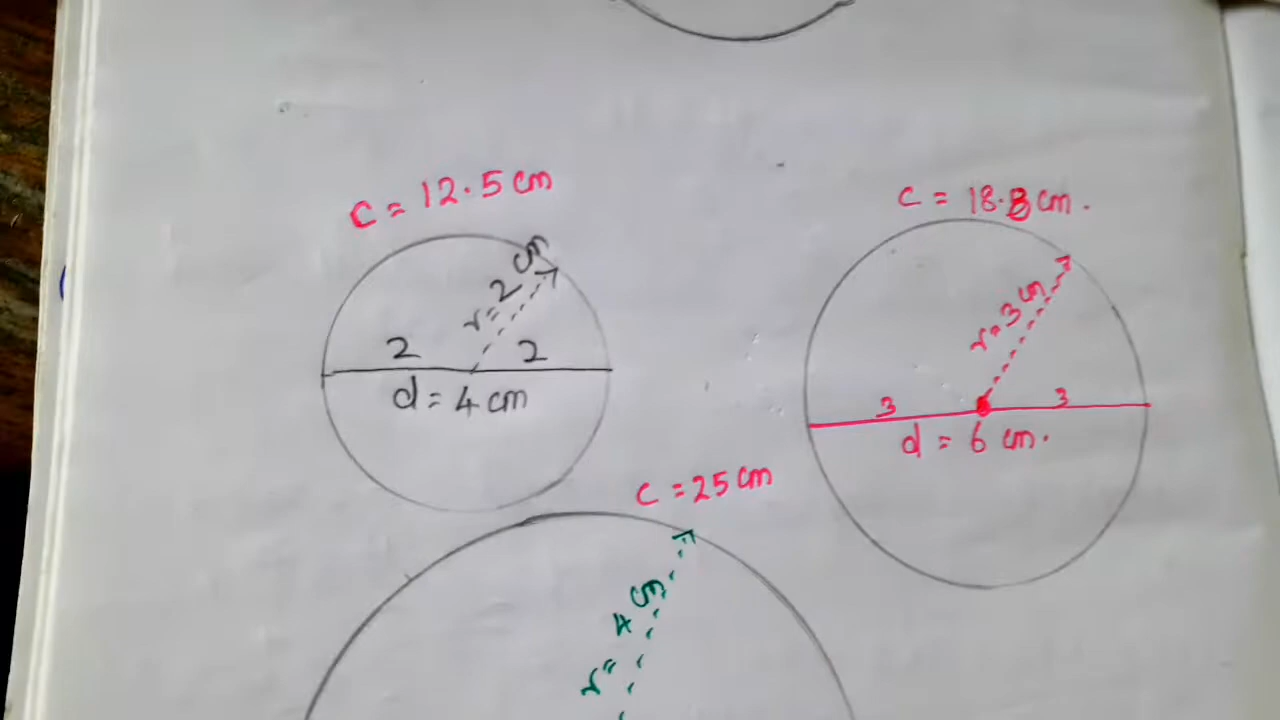 C = 12.5 cm
r = 2 cm
2 2
d = 4 cm
C = 18.8 cm.
r = 3 cm
3 3
d = 6 cm.
C = 25 cm
r = 4 cm